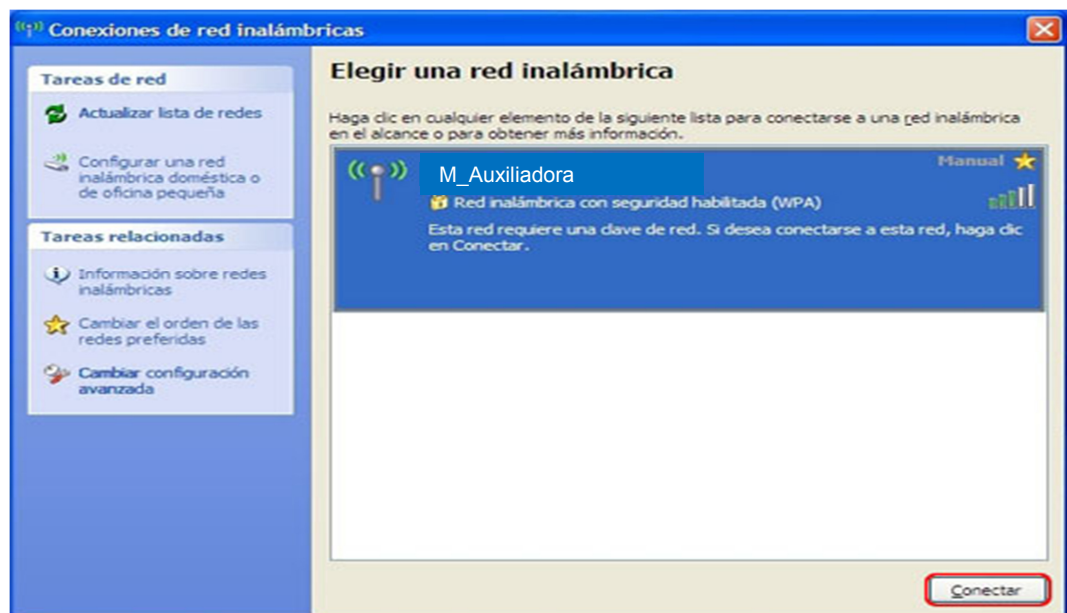 Conexiones de red inalámbricas
Tareas de red
Actualizar lista de redes
Configurar una red
inalámbrica doméstica o
de oficina pequeña
Tareas relacionadas
Información sobre redes
inalámbricas
Cambiar el orden de las
redes preferidas
Cambiar configuración
avanzada
Elegir una red inalámbrica
Haga clic en cualquier elemento de la siguiente lista para conectarse a una red inalámbrica
en el alcance o para obtener más información.
M_Auxiliadora
Manual
Red inalámbrica con seguridad habilitada (WPA)
Esta red requiere una clave de red. Si desea conectarse a esta red, haga clic
en Conectar.
Conectar